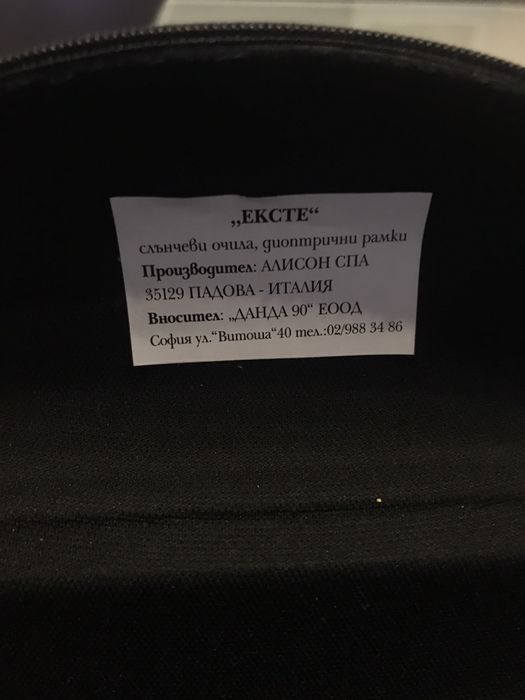 „ЕКСТЕ“
слънчеви очила, диоптрични рамки
Производител: АЛИСОН СПА
35129 ПАДОВА - ИТАЛИЯ
Вносител: „ДАНДА 90“ ЕООД
София ул.“Витоша“40 тел.:02/988 34 86